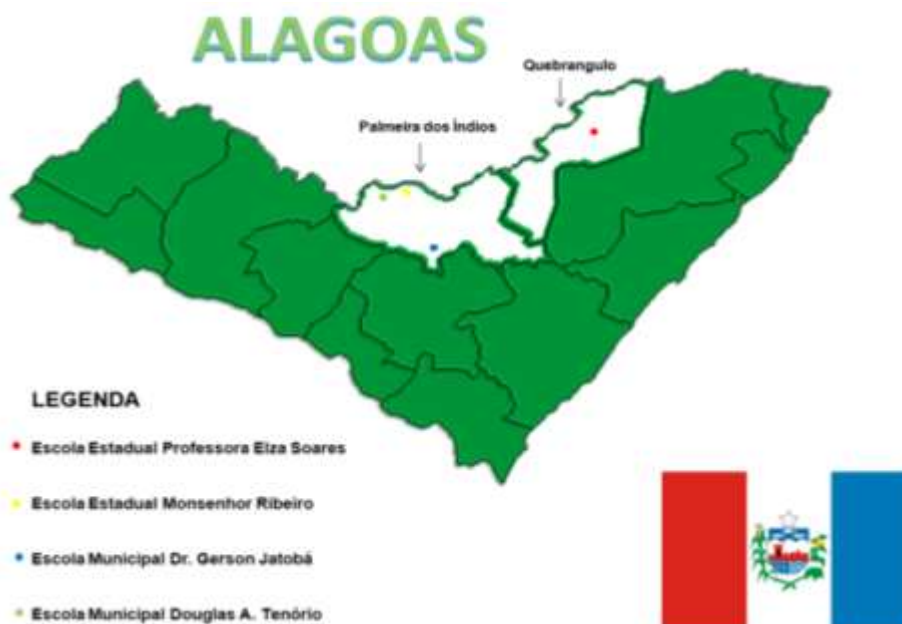 ALAGOAS
Quebrangulo
Palmeira dos Índios
LEGENDA
Escola Estadual Professora Elza Soares
Escola Estadual Monsenhor Ribeiro
Escola Municipal Dr. Gerson Jatobá
Escola Municipal Douglas A. Tenório